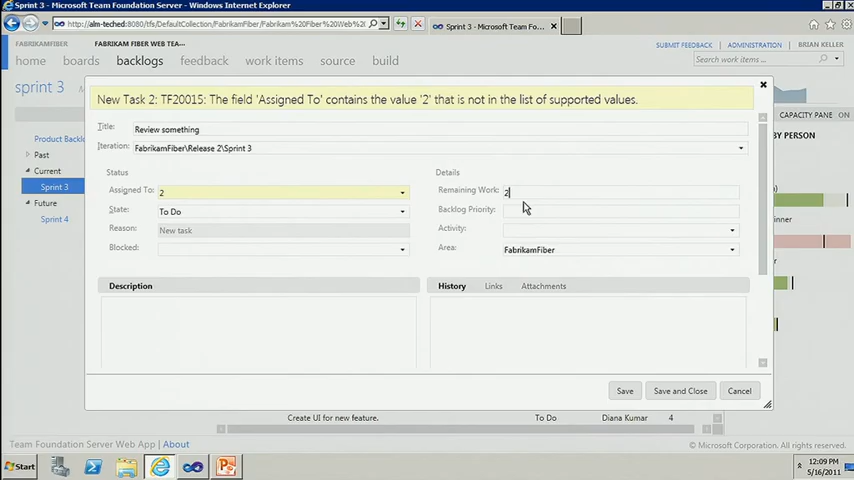 Sprint 3 - Microsoft Team Foundation Server - Windows Internet Explorer
http://alm-teched:8080/tfs/DefaultCollection/FabrikamFiber/Fabrikam%20Fiber%20Web%20
Sprint 3 - Microsoft Team Fo...
FABRIKAMFIBER FABRIKAM FIBER WEB TEA
SUBMIT FEEDBACK ADMINISTRATION BRIAN KELLER
home boards backlogs feedback work items source build
Search work items...
sprint 3
New Task 2: TF20015: The field 'Assigned To' contains the value '2' that is not in the list of supported values.
CAPACITY PANE ON
Title: Review something
Product Backlo
BY PERSON
Iteration: FabrikamFiber\Release 2\Sprint 3
Past
Current
Status Details
Sprint 3
Assigned To: 2 Remaining Work: 2
Future
State: To Do Backlog Priority:
Sprint 4
Reason: New task Activity:
Blocked: Area: FabrikamFiber
Description History Links Attachments
Save Save and Close Cancel
Create UI for new feature. To Do Diana Kumar 4
Team Foundation Server Web App | About
© Microsoft Corporation. All rights reserved.
Start
12:09 PM
5/16/2011